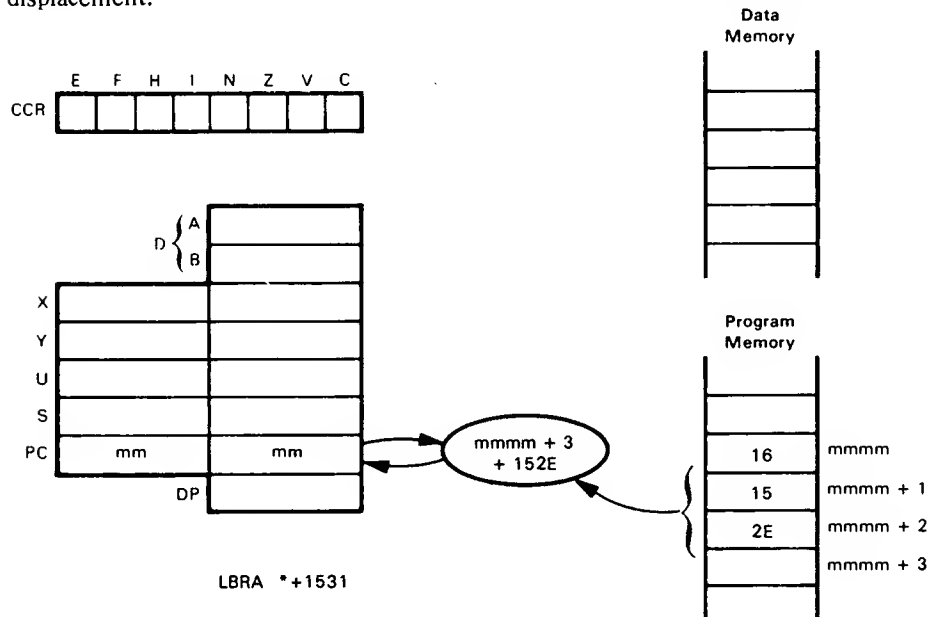 displacement.
Data
Memory
E F H I N Z V C
CCR
D { A
B
X
Y
U
S
PC mm mm
DP
mmmm + 3
+ 152E
Program
Memory
16 mmmm
15 mmmm + 1
2E mmmm + 2
mmmm + 3
LBRA *+1531